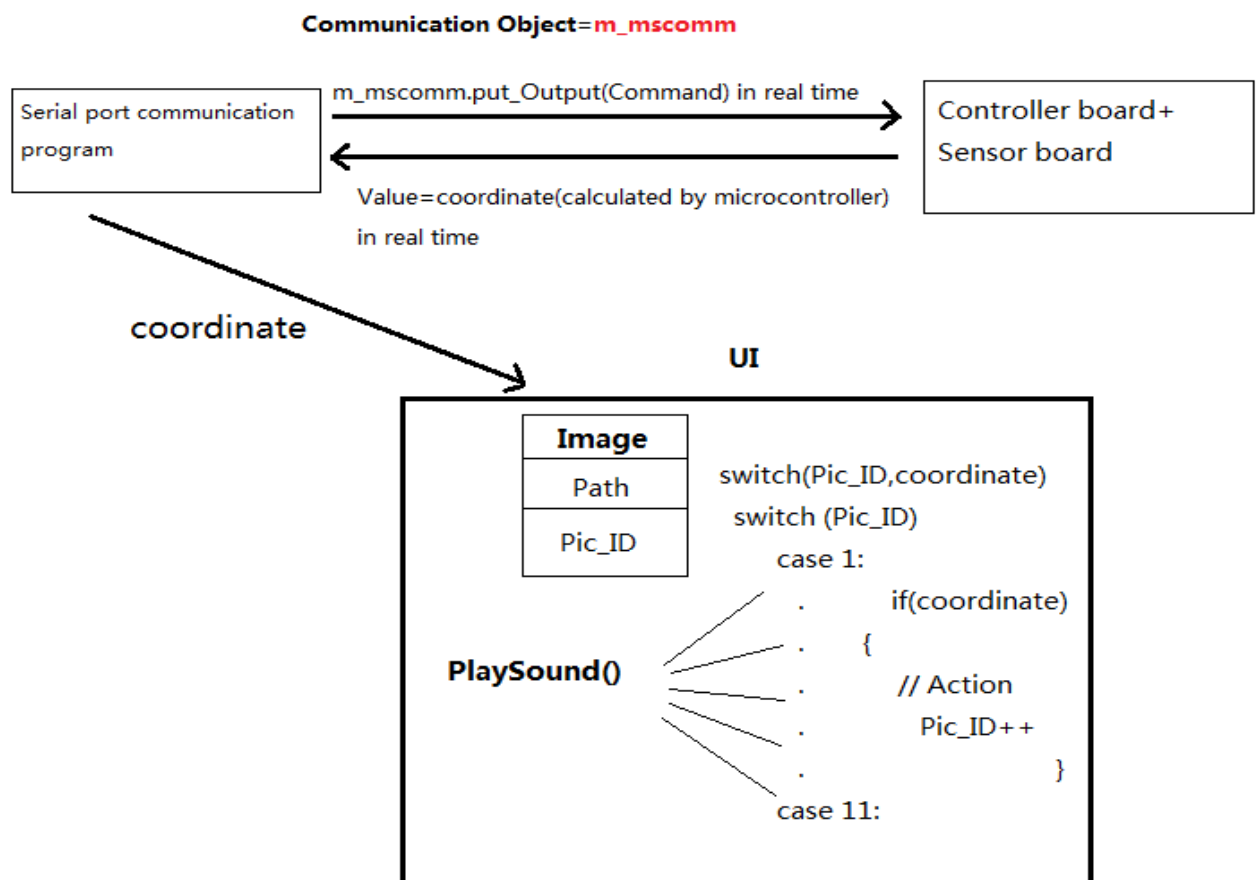 Communication Object=m_mscomm
Serial port communication
program
m_mscomm.put_Output(Command) in real time
Controller board+
Sensor board
Value=coordinate(calculated by microcontroller)
in real time
coordinate
UI
Image
Path
Pic_ID
switch(Pic_ID,coordinate)
switch (Pic_ID)
case 1:
. if(coordinate)
. {
. // Action
. Pic_ID++
. }
case 11:
PlaySound()